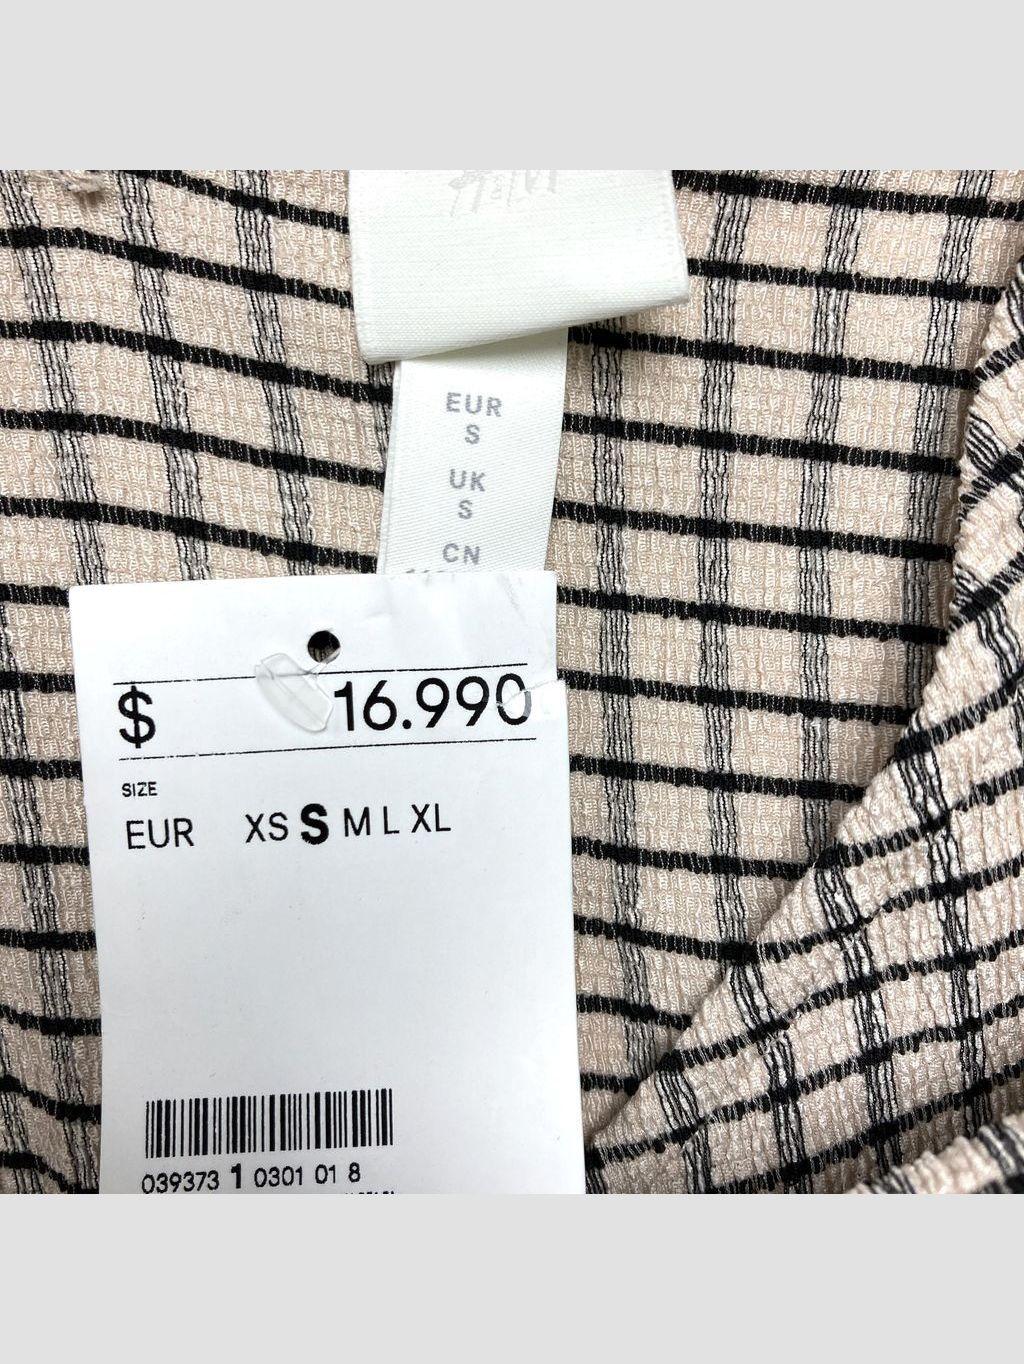 H&M
EUR
S
UK
S
CN
$ 16.990
SIZE
EUR XS S M L XL
039373 1 0301 01 8